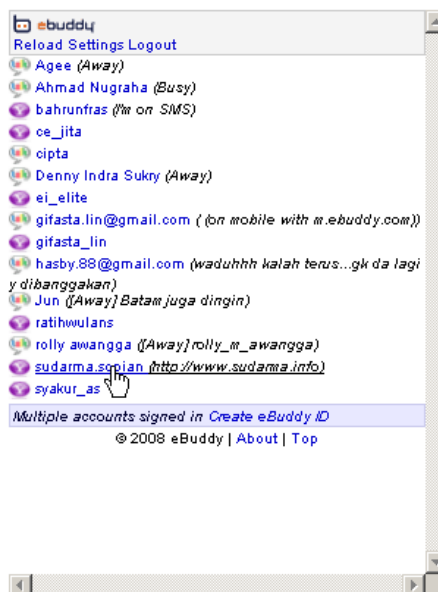 ebuddy
Reload Settings Logout
Agee (Away)
Ahmad Nugraha (Busy)
bahrunfras (I'm on SMS)
ce_jita
cipta
Denny Indra Sukry (Away)
ei_elite
gifasta.lin@gmail.com ( (on mobile with m.ebuddy.com))
gifasta_lin
hasby.88@gmail.com (waduhhh kalah terus...gk da lagi
y dibanggakan)
Jun ([Away] Batam juga dingin)
ratihwulans
rolly awangga ([Away] rolly_m_awangga)
sudarma.sopian (http://www.sudarma.info)
syakur_as
Multiple accounts signed in Create eBuddy ID
© 2008 eBuddy | About | Top